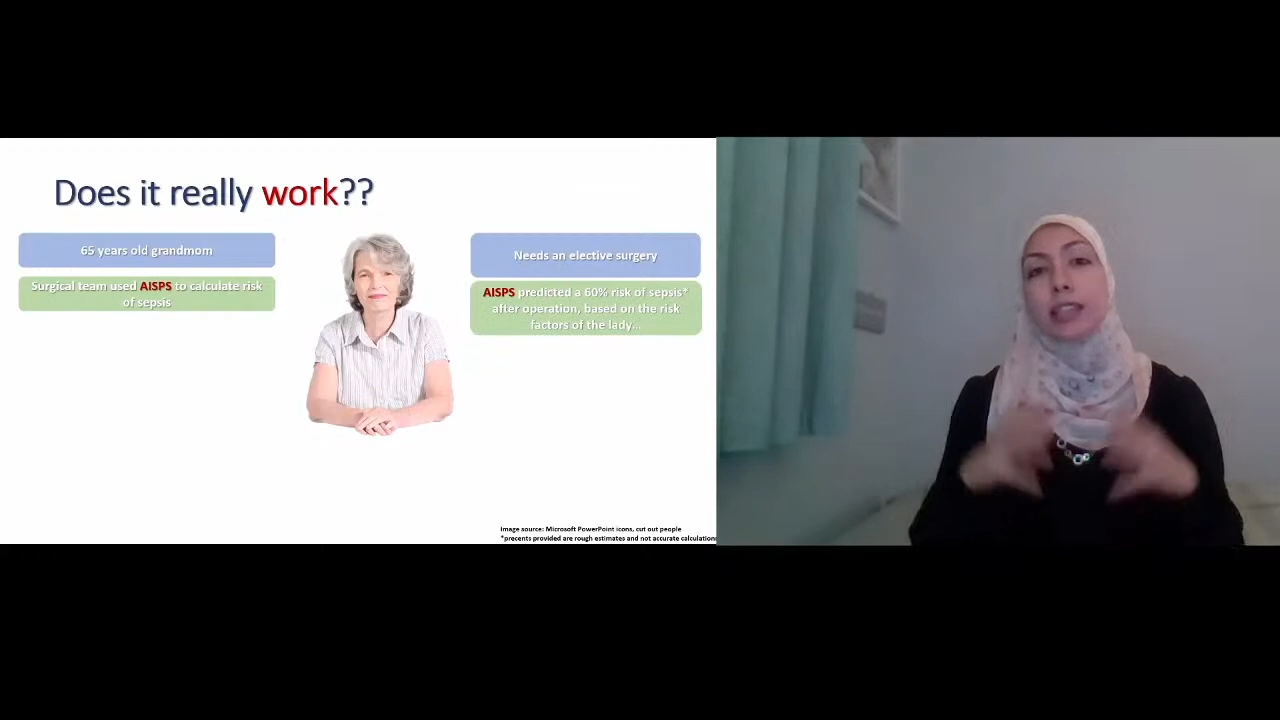 Does it really work??
65 years old grandmom
Surgical team used AISPS to calculate risk
of sepsis
Needs an elective surgery
AISPS predicted a 60% risk of sepsis*
after operation, based on the risk
factors of the lady...
Image source: Microsoft PowerPoint icons, cut out people
*precents provided are rough estimates and not accurate calculations